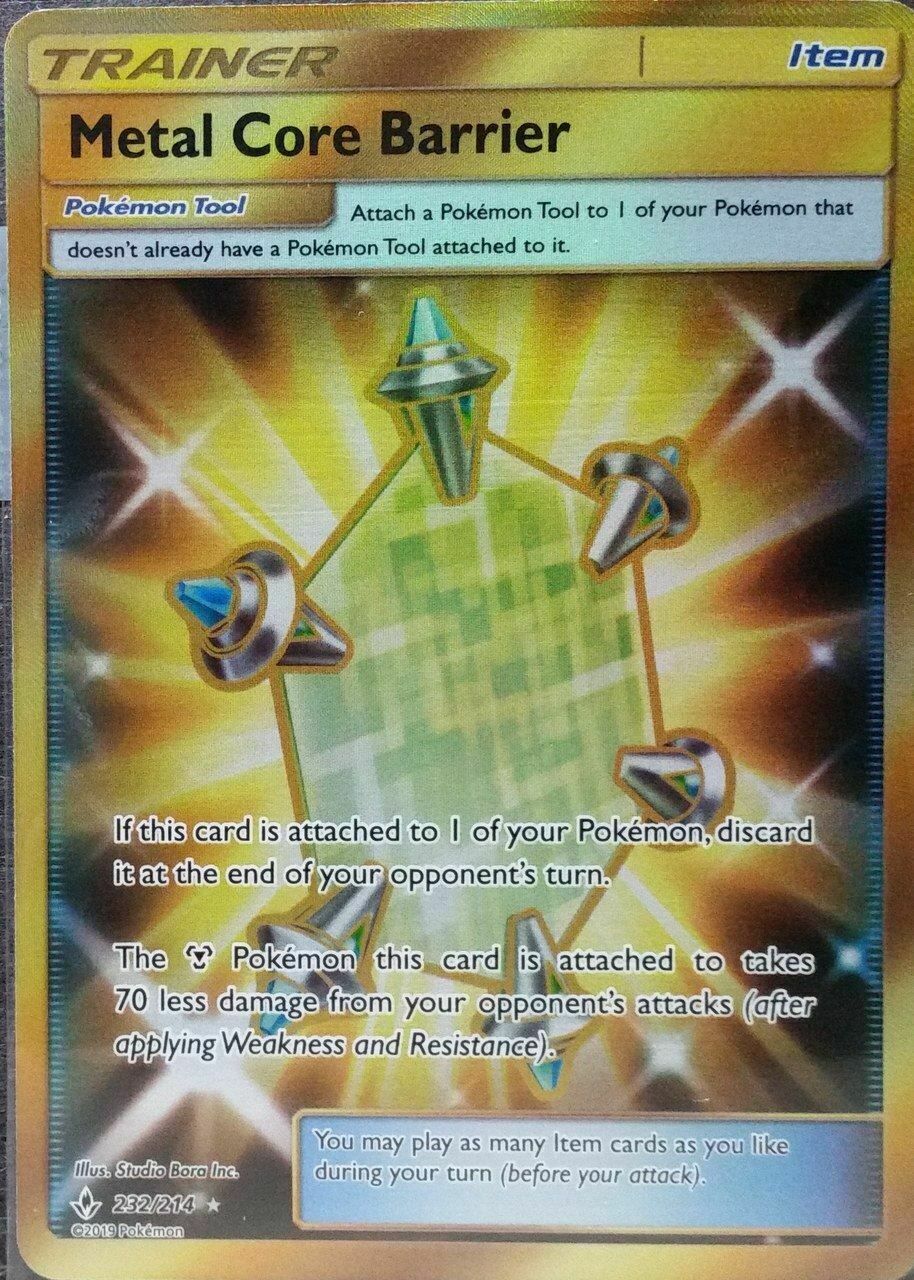 TRAINER
Item
Metal Core Barrier
Pokémon Tool
Attach a Pokémon Tool to 1 of your Pokémon that
doesn't already have a Pokémon Tool attached to it.
If this card is attached to 1 of your Pokémon, discard
it at the end of your opponent's turn.
The Pokémon this card is attached to takes
70 less damage from your opponent's attacks (after
applying Weakness and Resistance).
You may play as many Item cards as you like
during your turn (before your attack).
Illus. Studio Bora Inc.
232/214 ★
©2019 Pokémon